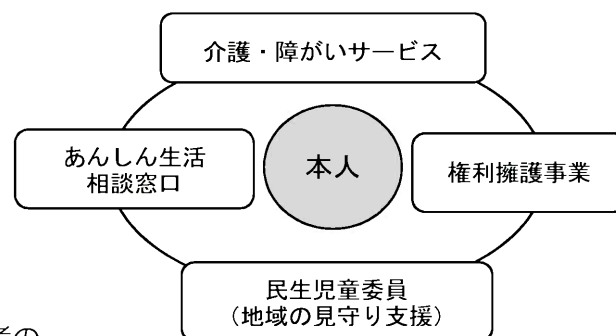 介護・障がいサービス
あんしん生活
相談窓口
本人
権利擁護事業
民生児童委員
（地域の見守り支援）
者の